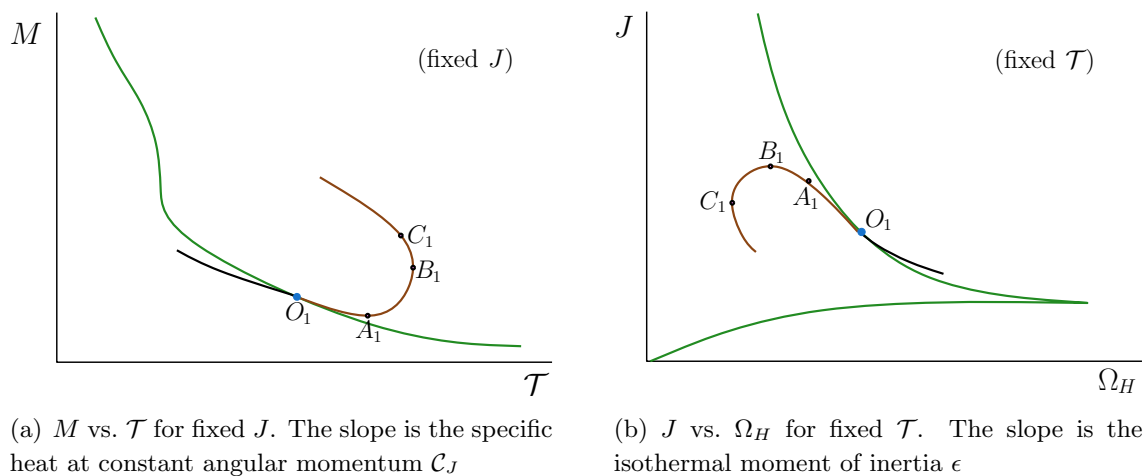 M
(fixed J)
O₁
A₁
B₁
C₁
𝒯
J
(fixed 𝒯)
B₁
A₁
C₁
O₁
Ω_H
(a) M vs. 𝒯 for fixed J. The slope is the specific
heat at constant angular momentum 𝒞_J
(b) J vs. Ω_H for fixed 𝒯. The slope is the
isothermal moment of inertia ϵ